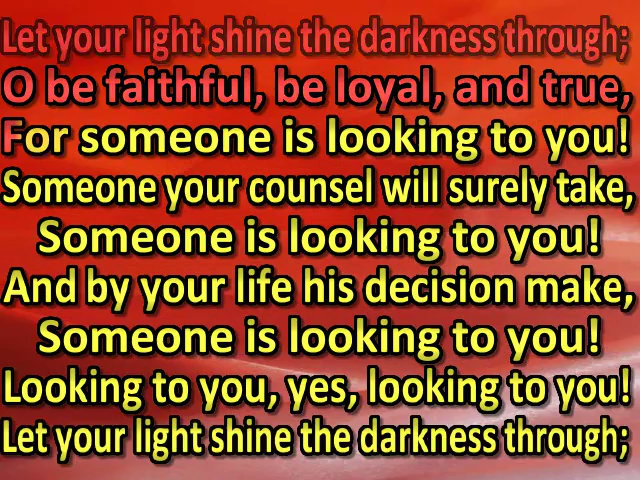 Let your light shine the darkness through;
O be faithful, be loyal, and true,
For someone is looking to you!
Someone your counsel will surely take,
Someone is looking to you!
And by your life his decision make,
Someone is looking to you!
Looking to you, yes, looking to you!
Let your light shine the darkness through;